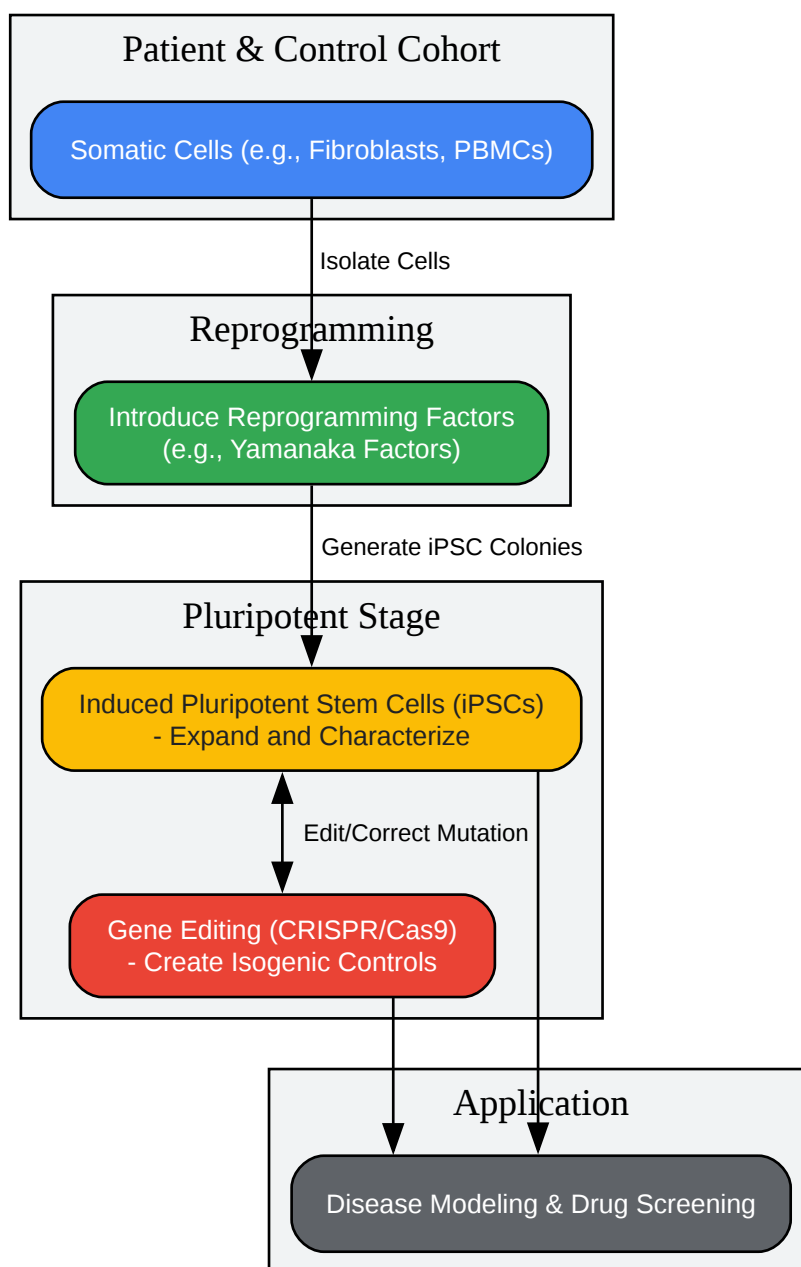 Patient & Control Cohort
Somatic Cells (e.g., Fibroblasts, PBMCs)
Isolate Cells
Reprogramming
Introduce Reprogramming Factors
(e.g., Yamanaka Factors)
Generate iPSC Colonies
Pluripotent Stage
Induced Pluripotent Stem Cells (iPSCs)
- Expand and Characterize
Edit/Correct Mutation
Gene Editing (CRISPR/Cas9)
- Create Isogenic Controls
Application
Disease Modeling & Drug Screening